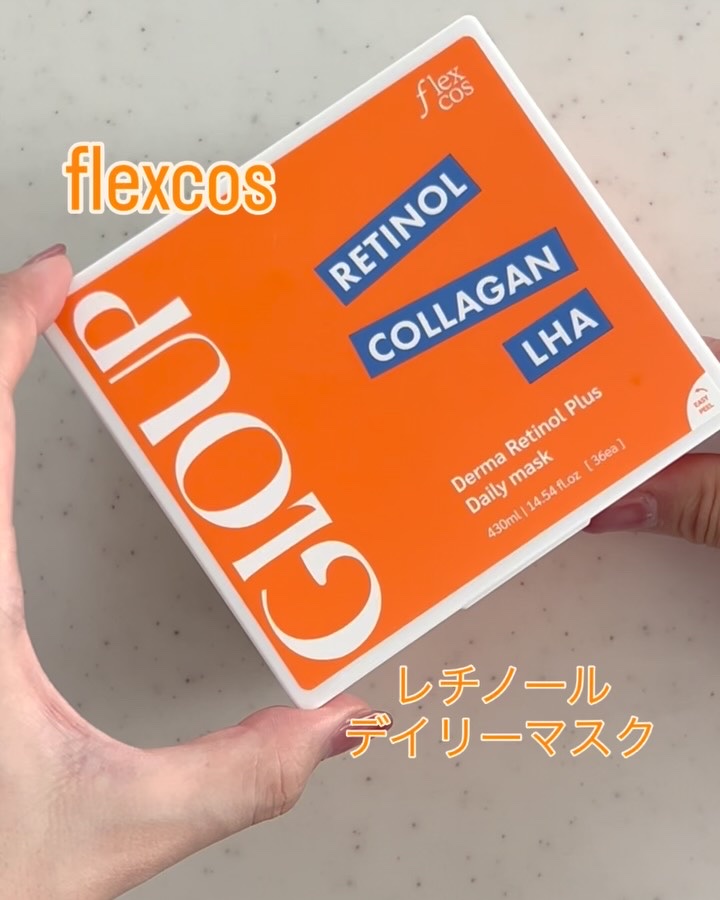 flex
cos
flexcos
RETINOL
COLLAGAN
LHA
GLOUP
EASY
PEEL
Derma Retinol Plus
Daily mask
430ml | 14.54 fl.oz [ 36ea ]
レチノール
デイリーマスク